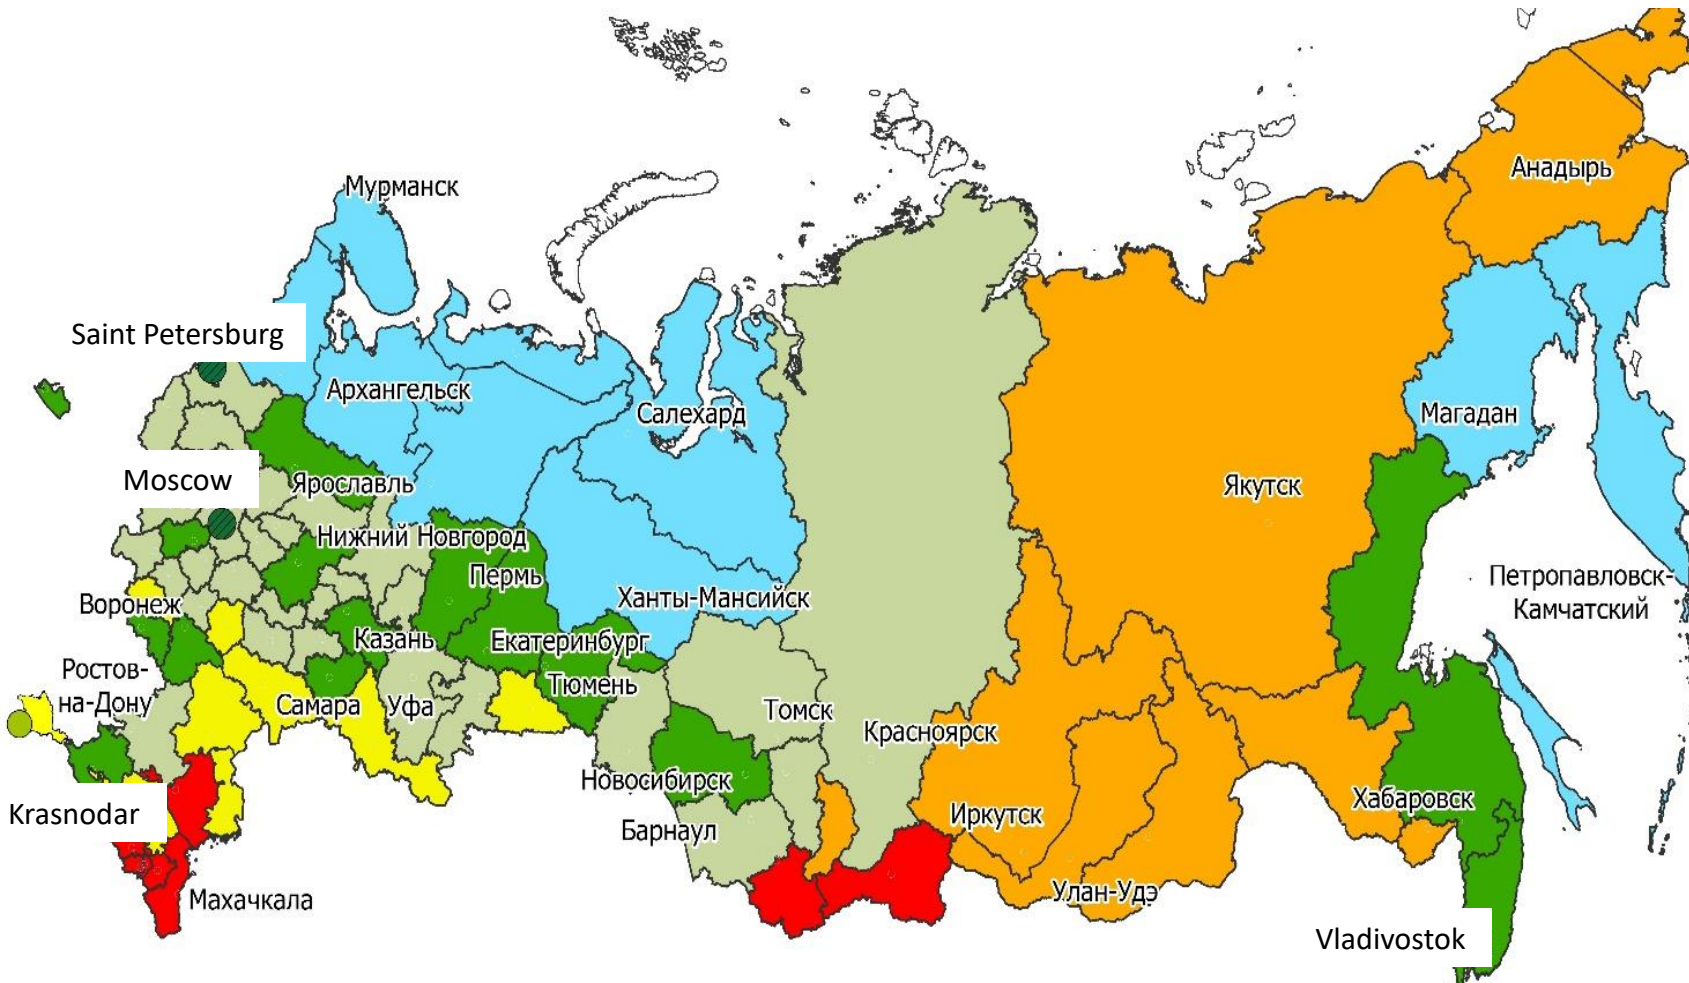 Мурманск
Анадырь
Saint Petersburg
Архангельск
Салехард
Магадан
Moscow
Ярославль
Якутск
Нижний Новгород
Пермь
Петропавловск-
Камчатский
Воронеж
Ханты-Мансийск
Казань
Екатеринбург
Ростов-
на-Дону
Самара
Уфа
Тюмень
Томск
Красноярск
Новосибирск
Хабаровск
Krasnodar
Барнаул
Иркутск
Махачкала
Улан-Удэ
Vladivostok